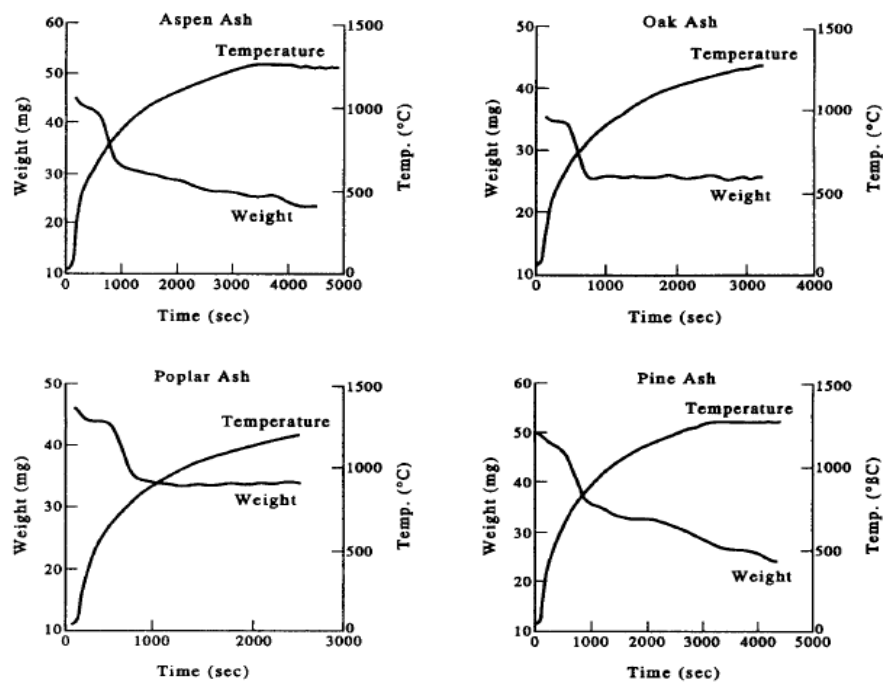 Aspen Ash
60
50
40
30
20
10
Weight (mg)
1500
1000
500
0
Temp. (°C)
Temperature
Weight
0 1000 2000 3000 4000 5000
Time (sec)
Oak Ash
50
40
30
20
10
Weight (mg)
1500
1000
500
0
Temp. (°C)
Temperature
Weight
0 1000 2000 3000 4000
Time (sec)
Poplar Ash
50
40
30
20
10
Weight (mg)
1500
1000
500
0
Temp. (°C)
Temperature
Weight
0 1000 2000 3000
Time (sec)
Pine Ash
60
50
40
30
20
10
Weight (mg)
1500
1000
500
0
Temp. (°ßC)
Temperature
Weight
0 1000 2000 3000 4000 5000
Time (sec)